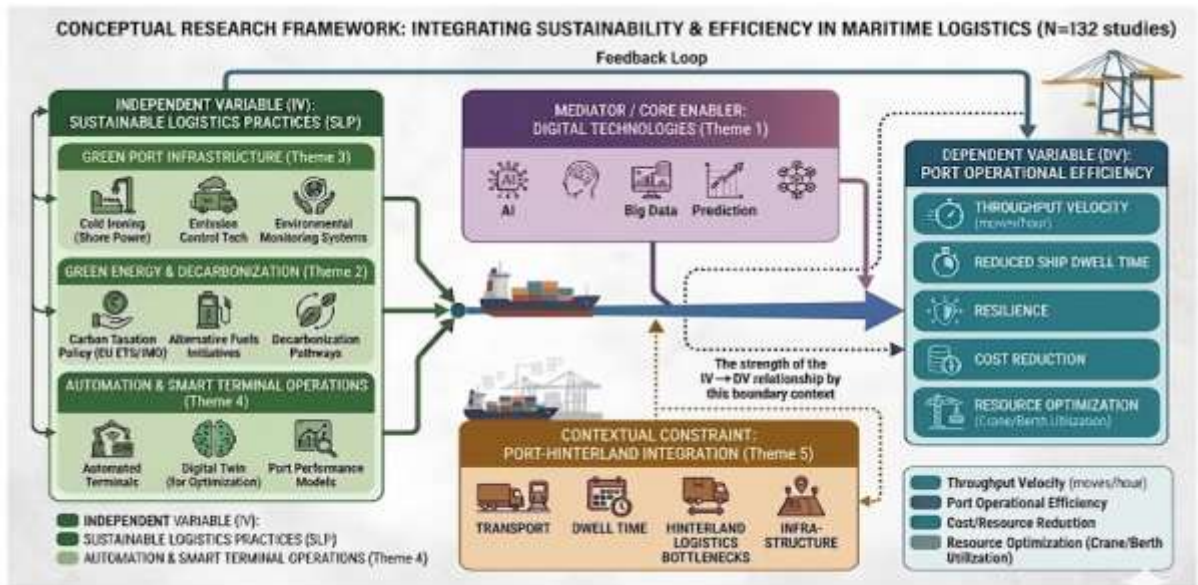 CONCEPTUAL RESEARCH FRAMEWORK: INTEGRATING SUSTAINABILITY & EFFICIENCY IN MARITIME LOGISTICS (N=132 studies)
Feedback Loop
INDEPENDENT VARIABLE (IV):
SUSTAINABLE LOGISTICS PRACTICES (SLP)
GREEN PORT INFRASTRUCTURE (Theme 3)
Cold Ironing
(Shore Powre)
Emission
Control Tech
Environmental
Monitoring Systems
GREEN ENERGY & DECARBONIZATION (Theme 2)
Carbon Tasation
Policy (EU ETS/IMO)
Alternative Fuels
Initiatives
Decarbonization
Pathways
AUTOMATION & SMART TERMINAL OPERATIONS
(Theme 4)
Automated
Terminals
Digital Twin
(for Optimization)
Port Performance
Models
INDEPENDENT VARIABLE (IV):
SUSTAINABLE LOGISTICS PRACTICES (SLP)
AUTOMATION & SMART TERMINAL OPERATIONS (Theme 4)
MEDIATOR / CORE ENABLER:
DIGITAL TECHNOLOGIES (Theme 1)
AI
AI
Big Data
Prediction
The strength of the
IV→DV relationship by
this boundary context
CONTEXTUAL CONSTRAINT:
PORT-HINTERLAND INTEGRATION (Theme 5)
TRANSPORT
DWELL TIME
HINTERLAND
LOGISTICS
BOTTLENECKS
INFRA-
STRUCTURE
DEPENDENT VARIABLE (DV):
PORT OPERATIONAL EFFICIENCY
THROUGHPUT VELOCITY
(moves/hour)
REDUCED SHIP DWELL TIME
RESILIENCE
COST REDUCTION
RESOURCE OPTIMIZATION
(Crane/Berth Utilization)
Throughput Velocity (moves/hour)
Port Operational Efficiency
Cost/Resource Reduction
Resource Optimization (Crane/Berth
Utilization)